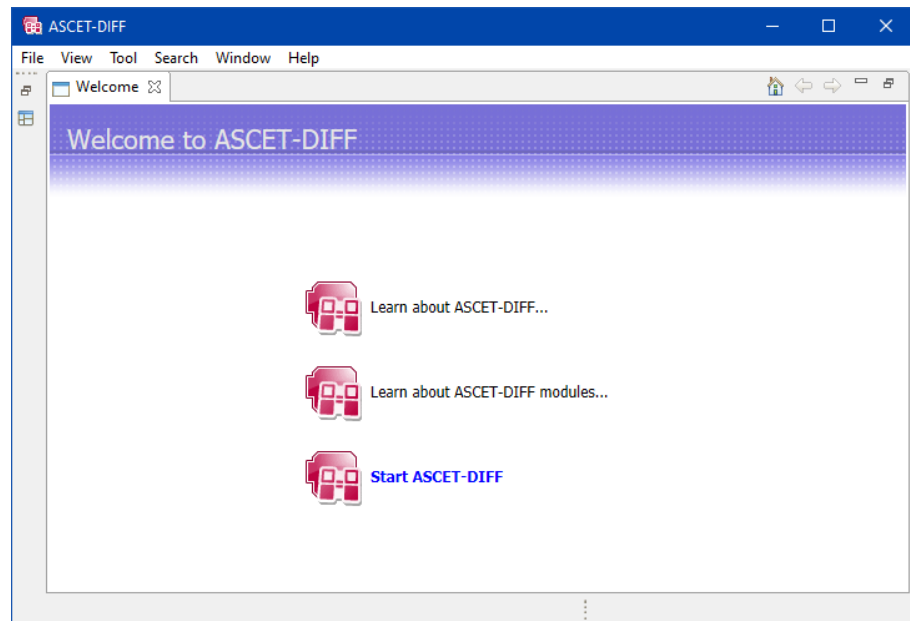 ASCET-DIFF
File View Tool Search Window Help
Welcome
Welcome to ASCET-DIFF
Learn about ASCET-DIFF...
Learn about ASCET-DIFF modules...
Start ASCET-DIFF